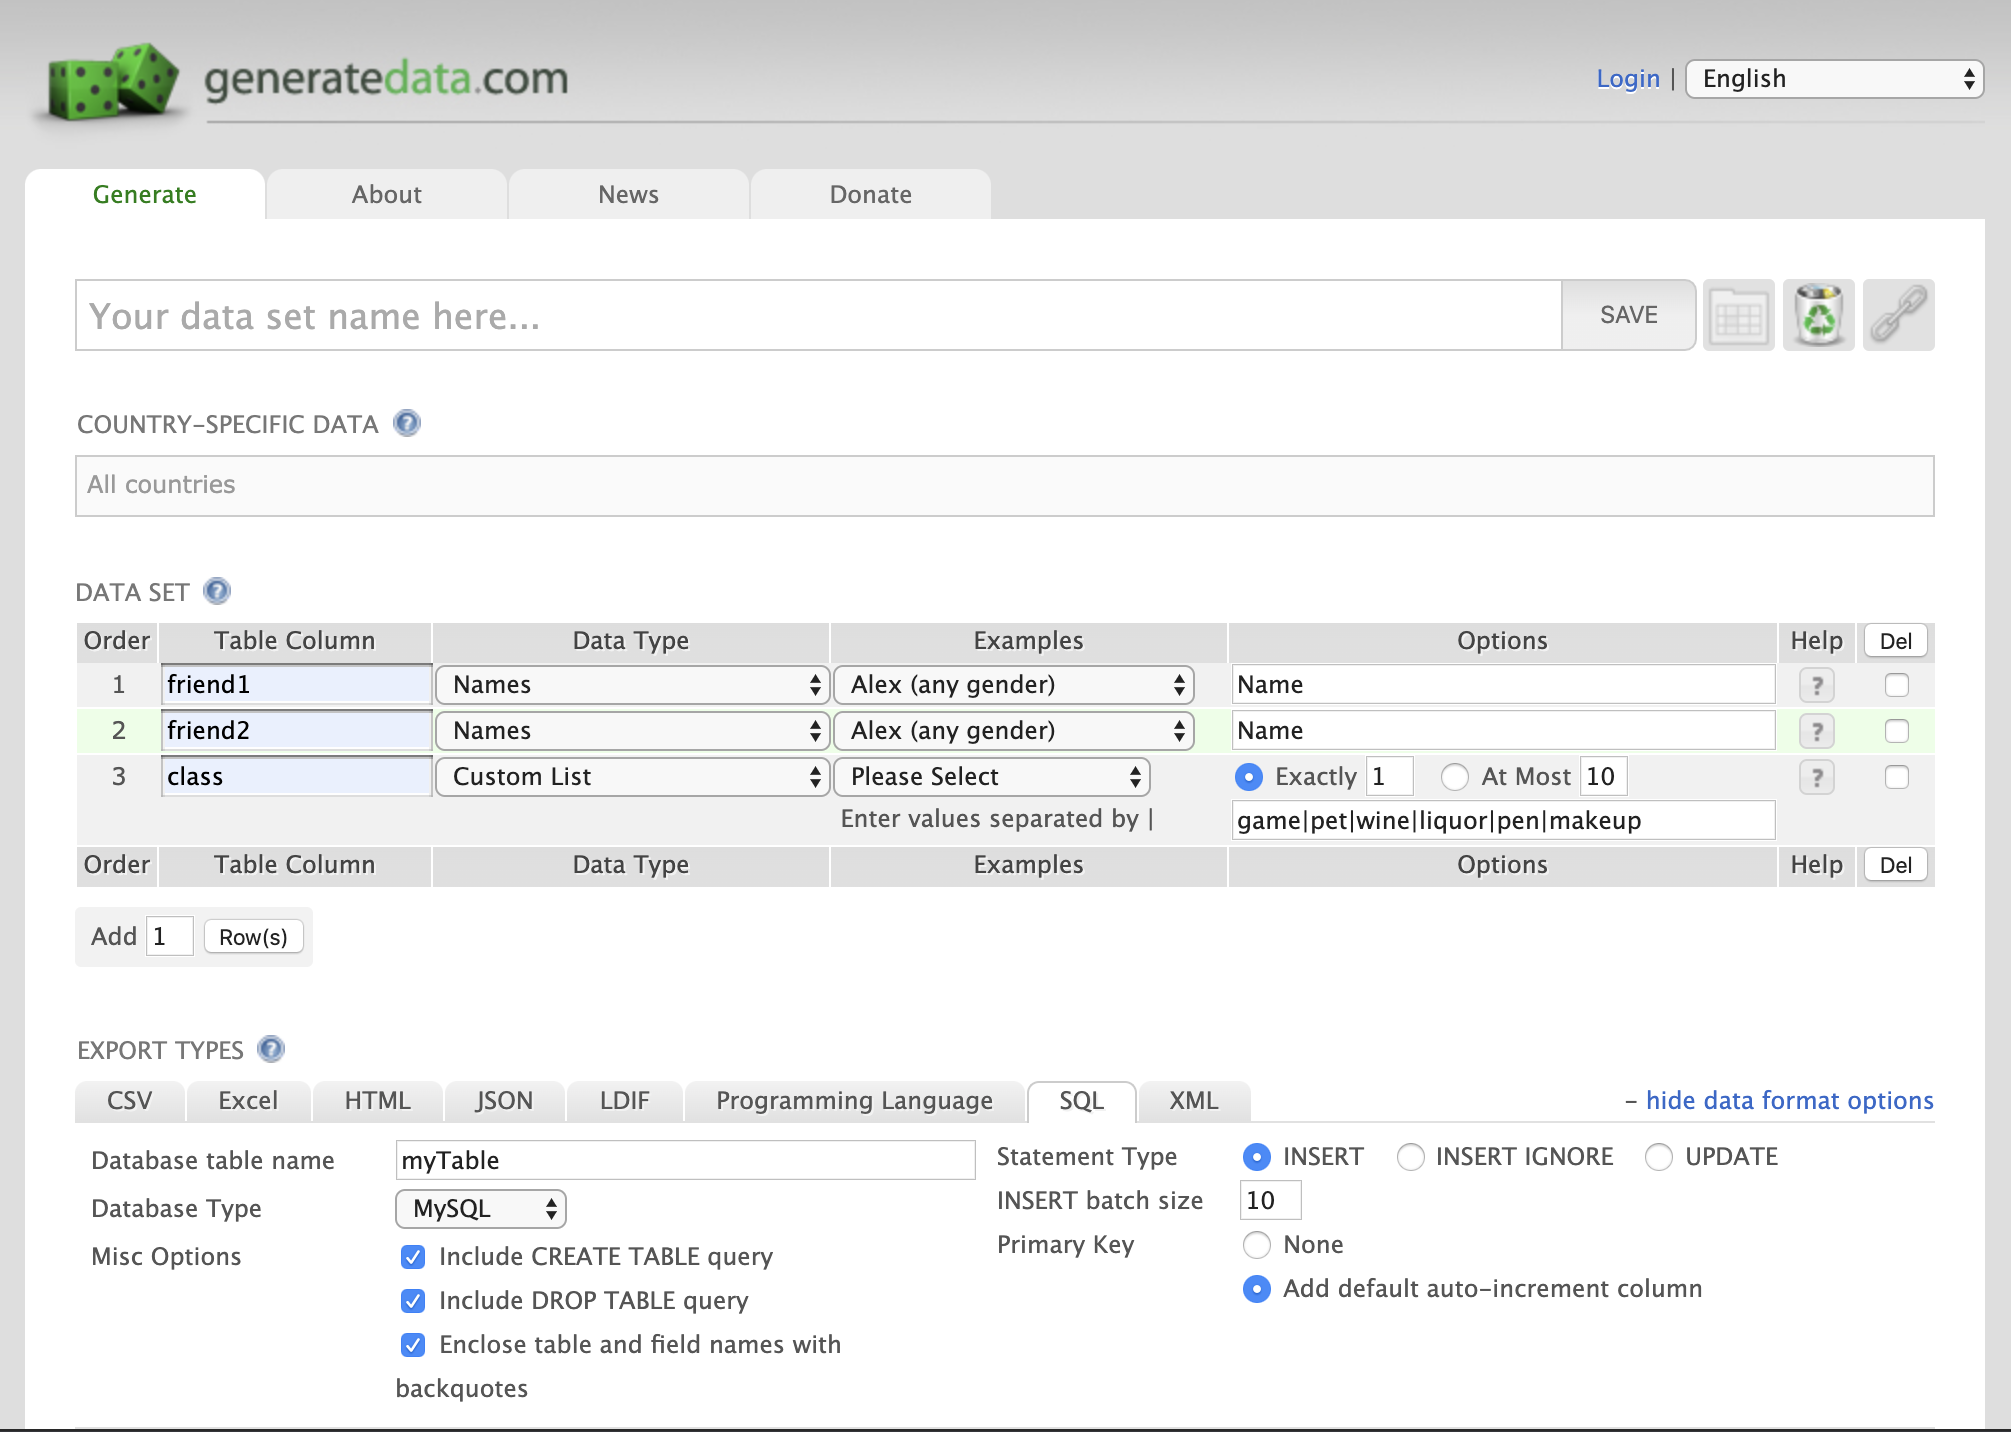 generatedata.com
Login | English
Generate About News Donate
Your data set name here... SAVE
COUNTRY-SPECIFIC DATA ?
All countries
DATA SET ?
Order Table Column Data Type Examples Options Help Del
1 friend1 Names Alex (any gender) Name ?
2 friend2 Names Alex (any gender) Name ?
3 class Custom List Please Select Exactly 1 At Most 10 ?
Enter values separated by | game|pet|wine|liquor|pen|makeup
Order Table Column Data Type Examples Options Help Del
Add 1 Row(s)
EXPORT TYPES ?
CSV Excel HTML JSON LDIF Programming Language SQL XML – hide data format options
Database table name myTable Statement Type INSERT INSERT IGNORE UPDATE
Database Type MySQL INSERT batch size 10
Misc Options Include CREATE TABLE query Primary Key None
Include DROP TABLE query Add default auto-increment column
Enclose table and field names with
backquotes